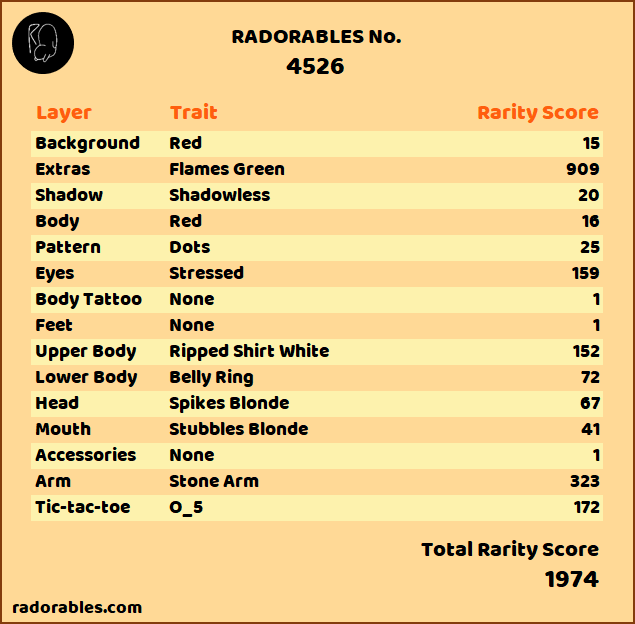 RADORABLES No.
4526
Layer Trait Rarity Score
Background Red 15
Extras Flames Green 909
Shadow Shadowless 20
Body Red 16
Pattern Dots 25
Eyes Stressed 159
Body Tattoo None 1
Feet None 1
Upper Body Ripped Shirt White 152
Lower Body Belly Ring 72
Head Spikes Blonde 67
Mouth Stubbles Blonde 41
Accessories None 1
Arm Stone Arm 323
Tic-tac-toe O_5 172
Total Rarity Score
1974
radorables.com